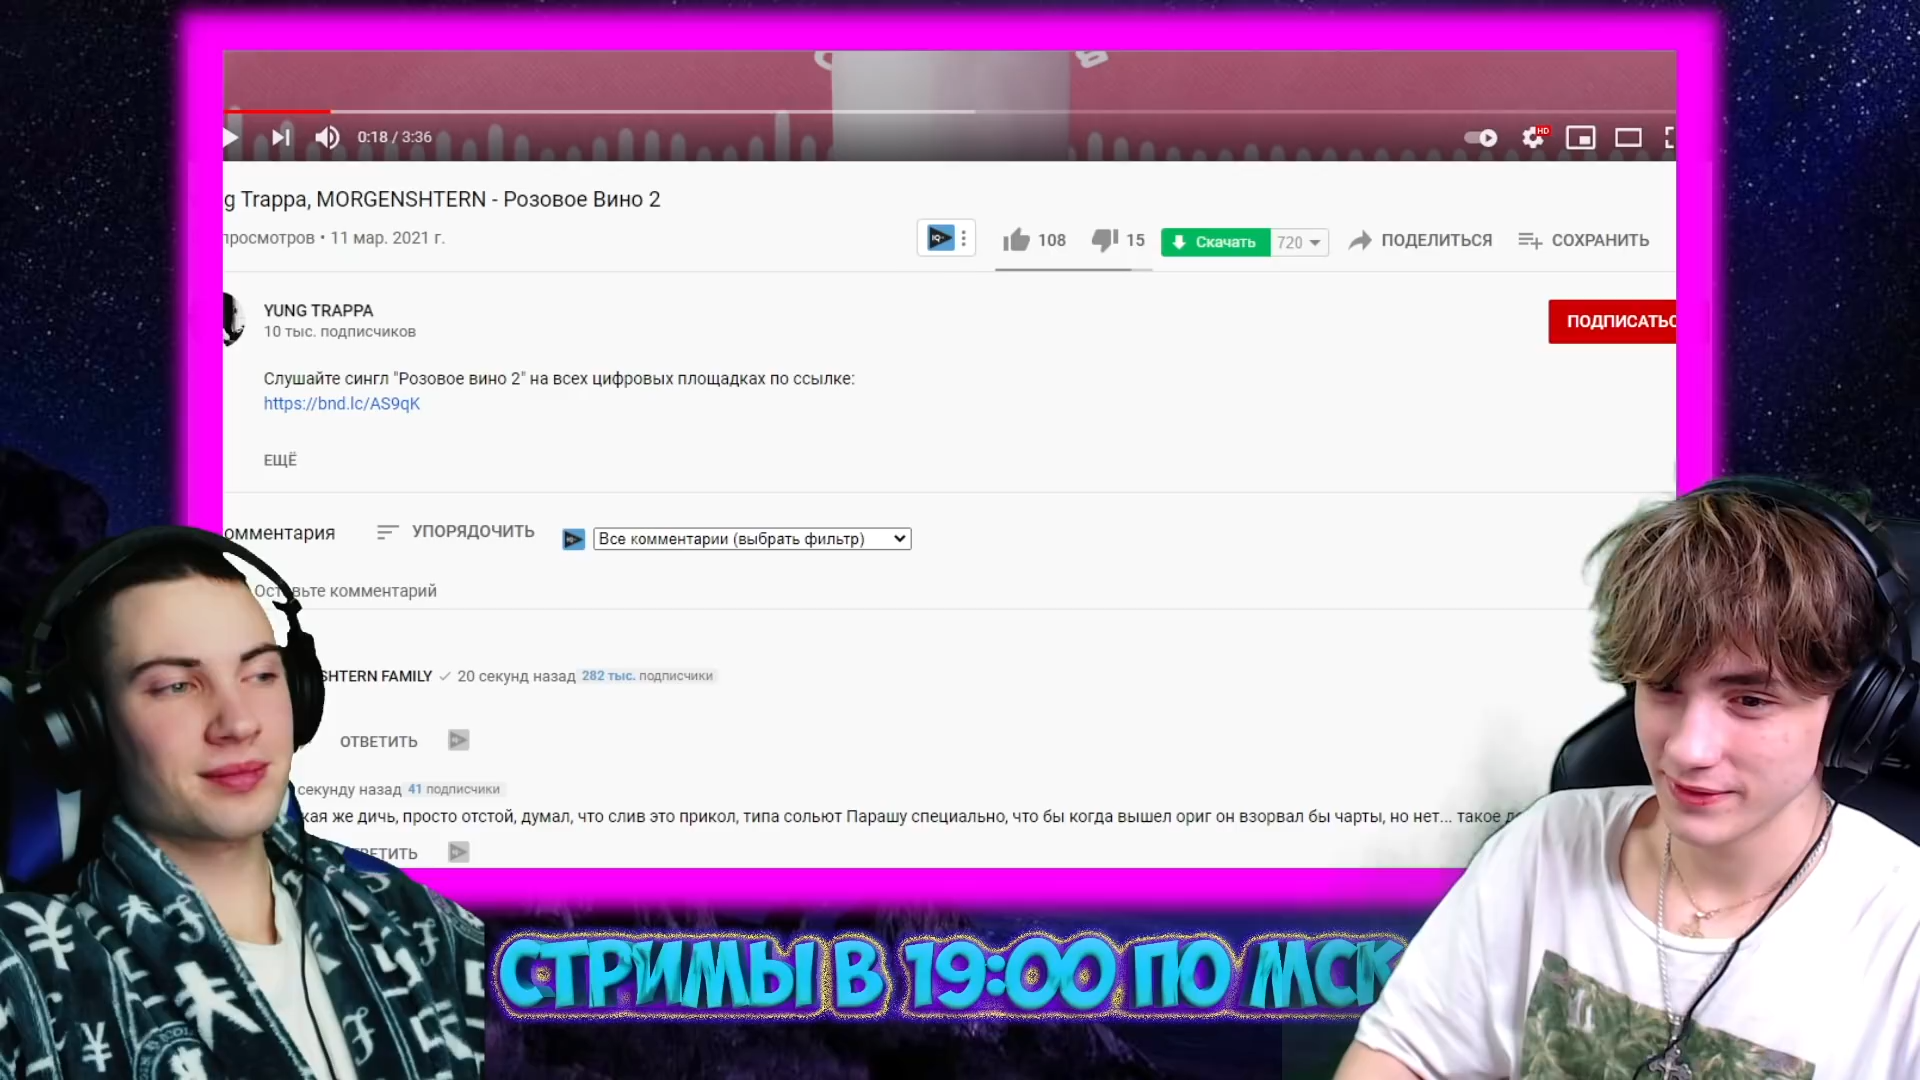 0:18 / 3:36
HD
g Trappa, MORGENSHTERN - Розовое Вино 2
просмотров • 11 мар. 2021 г.
IQ
108
15
Скачать
720
ПОДЕЛИТЬСЯ
СОХРАНИТЬ
YUNG TRAPPA
10 тыс. подписчиков
ПОДПИСАТЬС
Слушайте сингл "Розовое вино 2" на всех цифровых площадках по ссылке:
https://bnd.lc/AS9qK
ЕЩЁ
омментария
УПОРЯДОЧИТЬ
Все комментарии (выбрать фильтр)
Оставьте комментарий
SHTERN FAMILY 20 секунд назад 282 тыс. подписчики
ОТВЕТИТЬ
секунду назад 41 подписчики
кая же дичь, просто отстой, думал, что слив это прикол, типа сольют Парашу специально, что бы когда вышел ориг он взорвал бы чарты, но нет... такое
ВЕТИТЬ
СТРИМЫ В 19:00 ПО МСК